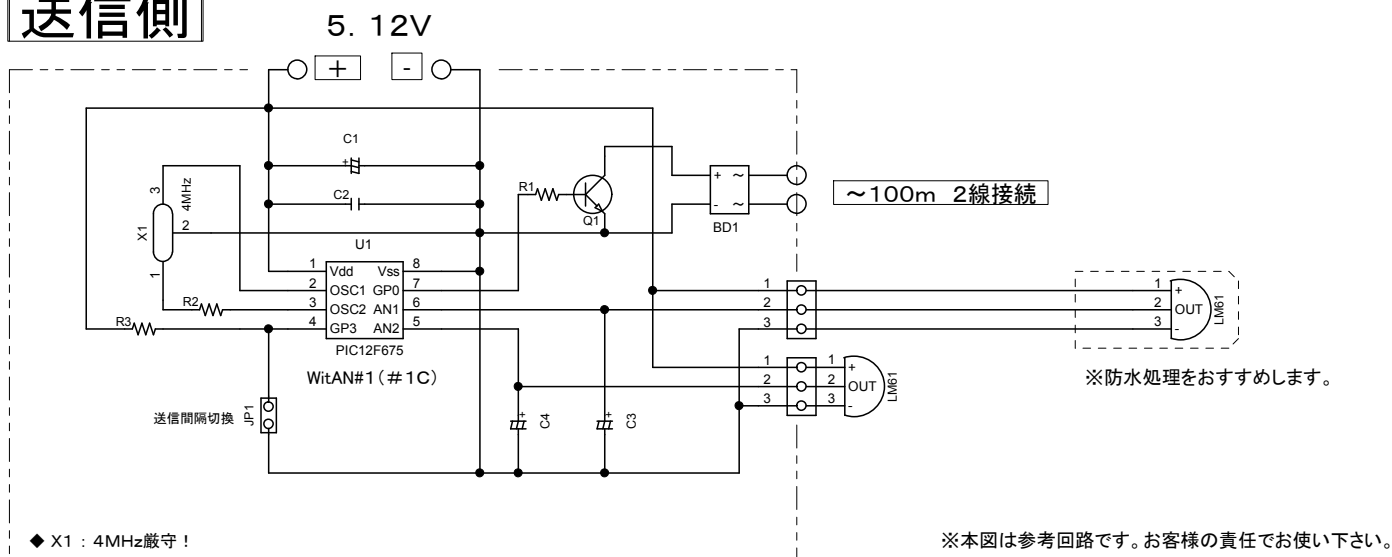 送信側
5．12V
+ -
C1
C2
R1
Q1
+ ～
- ～
BD1
～100m 2線接続
3
4MHz
X1
2
1
U1
1 Vdd Vss 8
2 OSC1 GP0 7
3 OSC2 AN1 6
4 GP3 AN2 5
R2
R3
PIC12F675
WitAN#1(＃1C)
1
2
3
1 +
2 OUT
3 -
LM61
※防水処理をおすすめします。
1
2
3
1 +
2 OUT
3 -
LM61
送信間隔切換
JP1
+
C4
+
C3
◆ X1 : 4MHz厳守！
※本図は参考回路です。お客様の責任でお使い下さい。